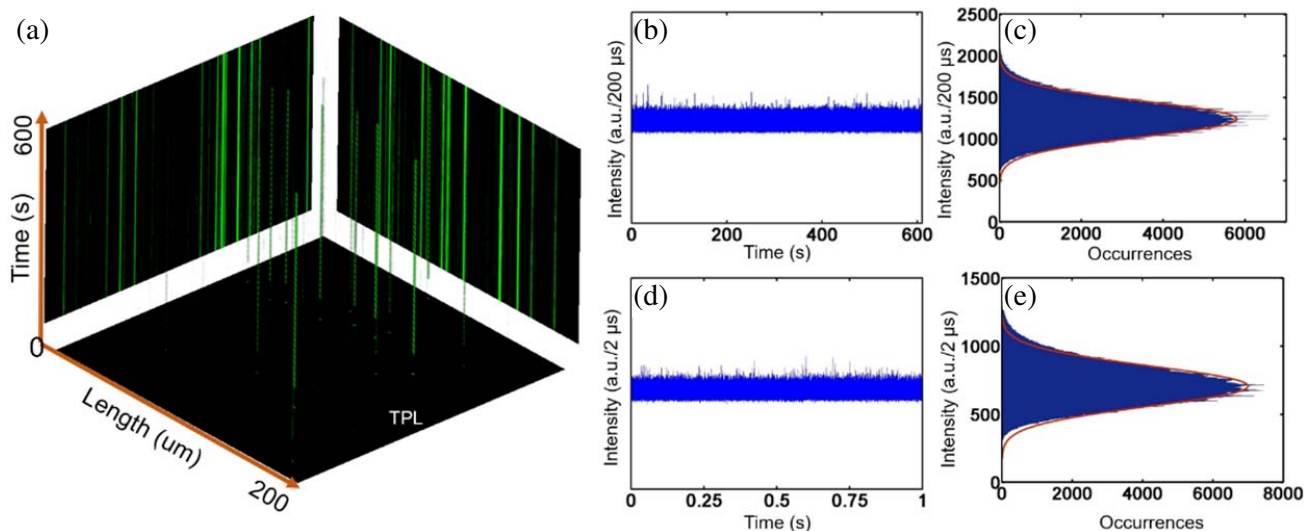 (a)
600
Time (s)
0
Length (um)
200
TPL
(b)
Intensity (a.u./200 μs)
0
200
400
600
Time (s)
(c)
Intensity (a.u./200 μs)
2500
2000
1500
1000
500
0
0
2000
4000
6000
Occurrences
(d)
Intensity (a.u./2 μs)
0
0.25
0.5
0.75
1
Time (s)
(e)
Intensity (a.u./2 μs)
1500
1000
500
0
0
2000
4000
6000
8000
Occurrences